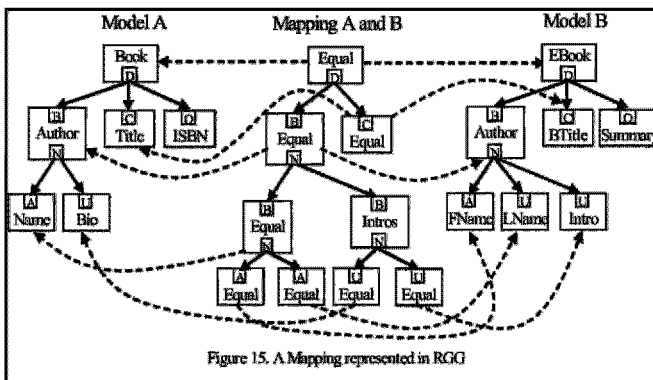 Model A Mapping A and B Model B
Book Equal EBook
D D D
B C O B C B C O
Author Title ISBN Equal Equal Author BTitle Summary
N N N
A U B B A U U
Name Bio Equal Intros FName LName Intro
N N
A A U U
Equal Equal Equal Equal
Figure 15. A Mapping represented in RGG